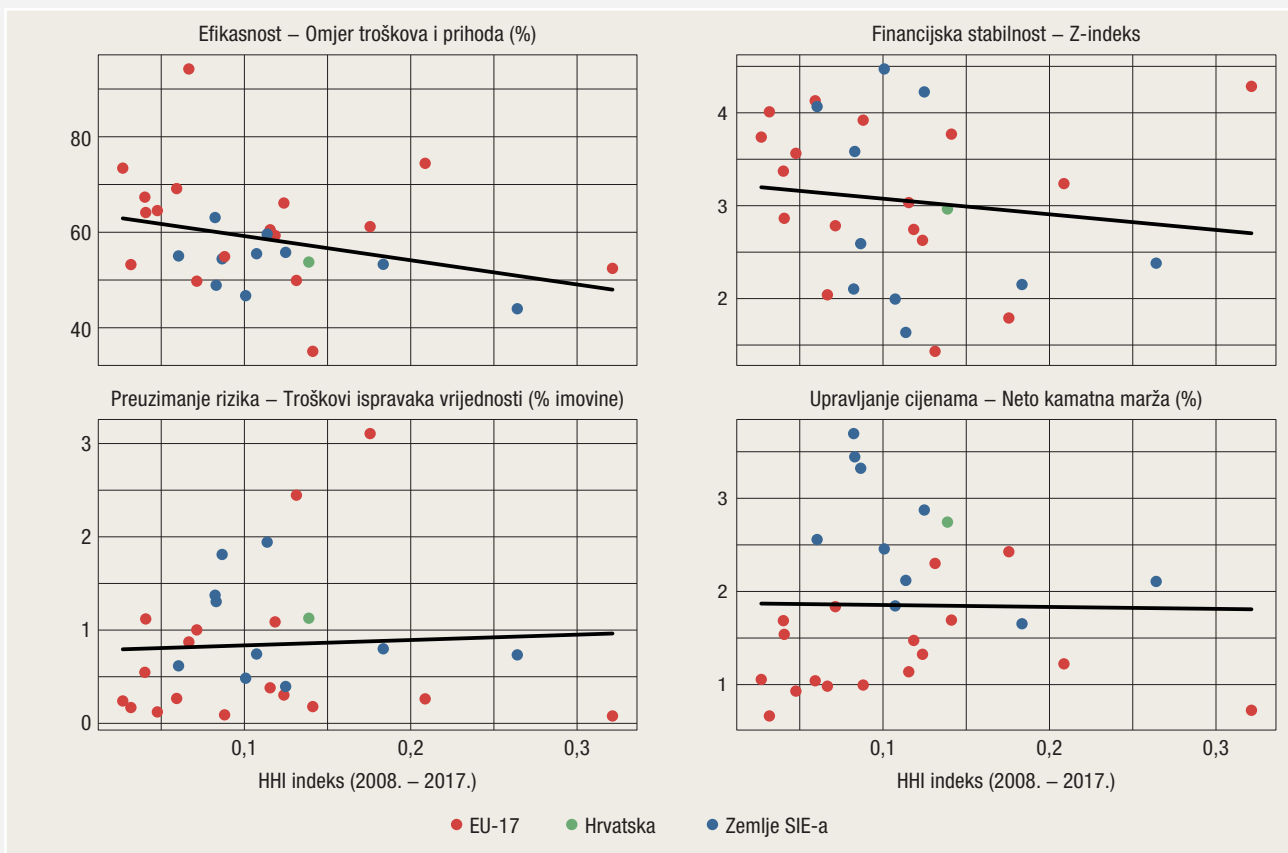 Efikasnost – Omjer troškova i prihoda (%)
80
60
40
Financijska stabilnost – Z-indeks
4
3
2
Preuzimanje rizika – Troškovi ispravaka vrijednosti (% imovine)
3
2
1
0
0,1 0,2 0,3
HHI indeks (2008. – 2017.)
Upravljanje cijenama – Neto kamatna marža (%)
3
2
1
0,1 0,2 0,3
HHI indeks (2008. – 2017.)
EU-17 Hrvatska Zemlje SIE-a